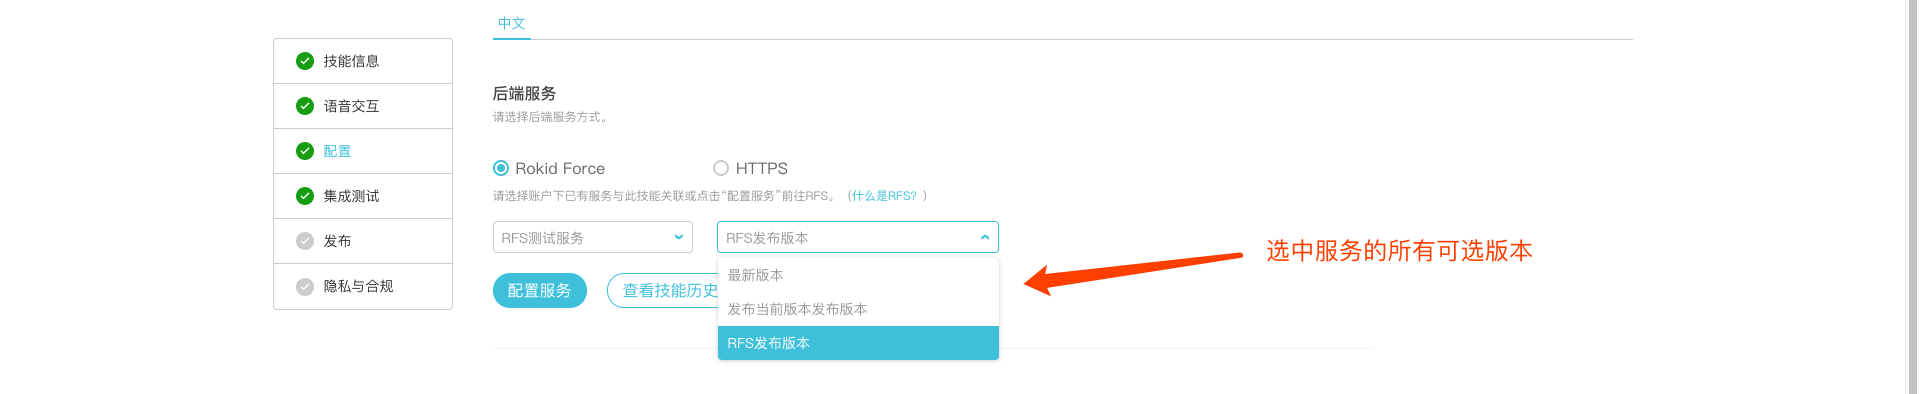 中文
技能信息
语音交互
配置
集成测试
发布
隐私与合规
后端服务
请选择后端服务方式。
Rokid Force
HTTPS
请选择账户下已有服务与此技能关联或点击“配置服务”前往RFS。（什么是RFS？）
RFS测试服务
RFS发布版本
配置服务
查看技能历史
最新版本
发布当前版本发布版本
RFS发布版本
选中服务的所有可选版本